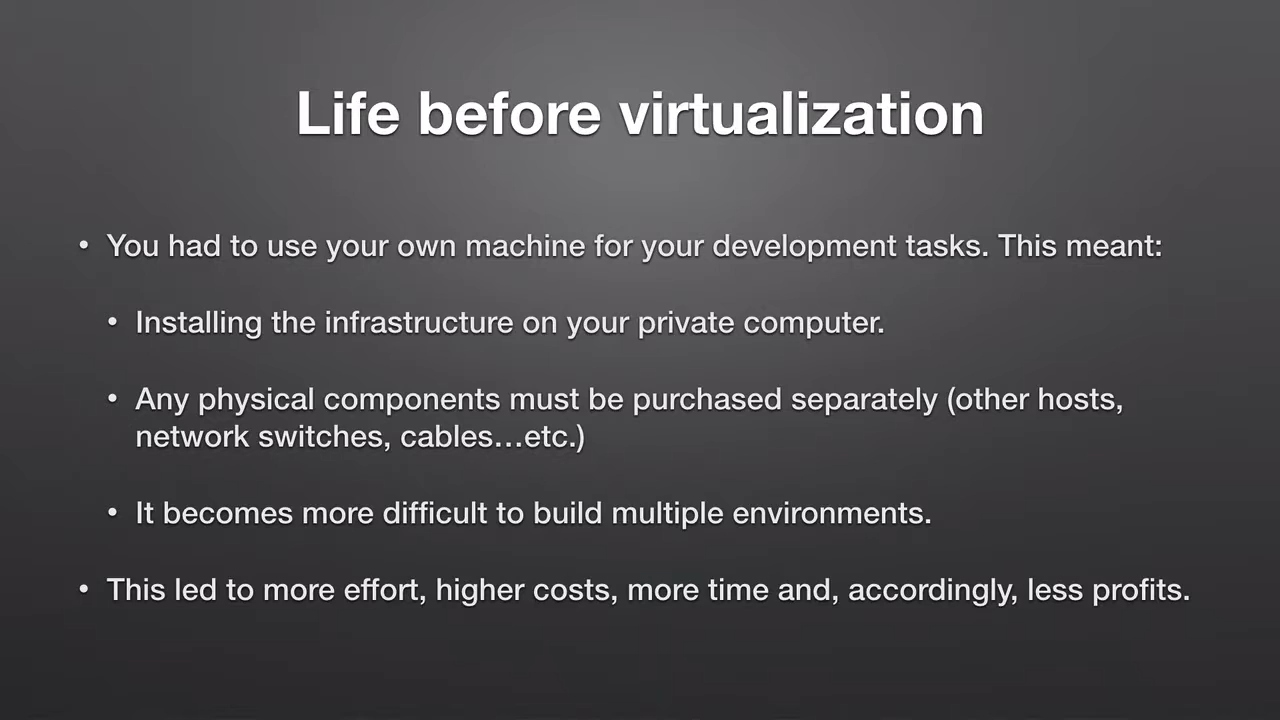 Life before virtualization
• You had to use your own machine for your development tasks. This meant:
• Installing the infrastructure on your private computer.
• Any physical components must be purchased separately (other hosts,
network switches, cables…etc.)
• It becomes more difficult to build multiple environments.
• This led to more effort, higher costs, more time and, accordingly, less profits.